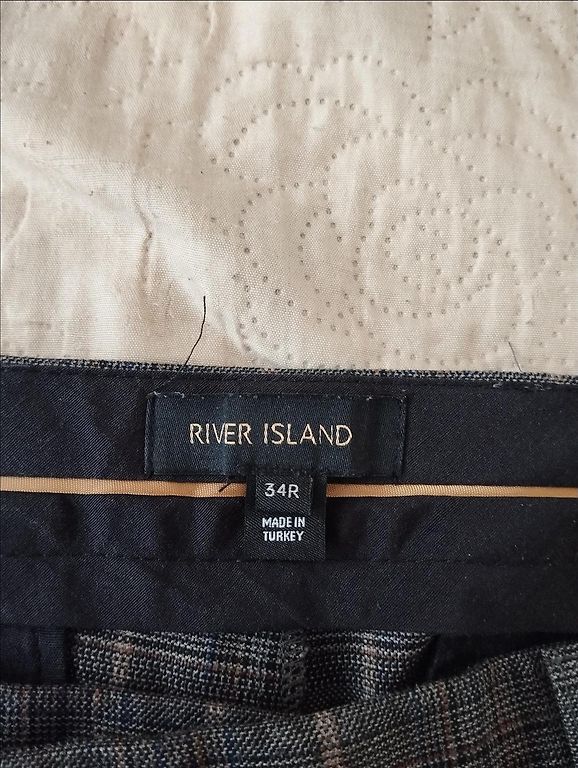 RIVER ISLAND
34R
MADE IN
TURKEY